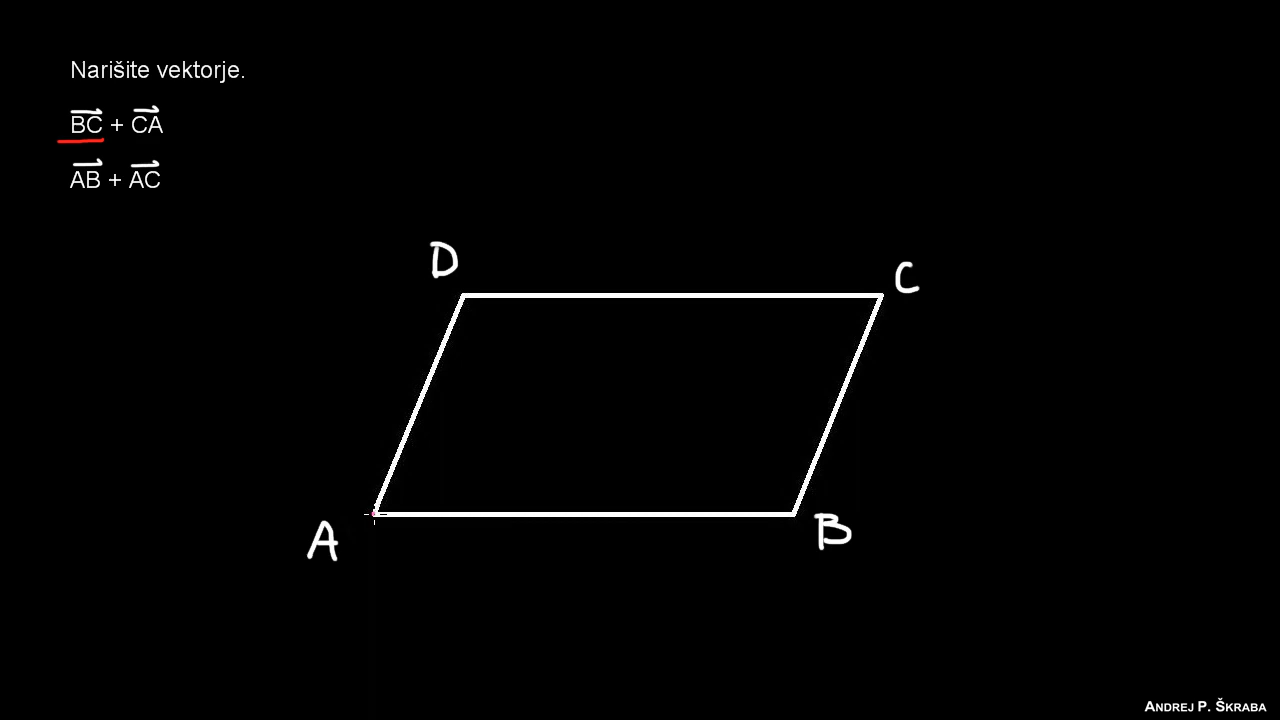 Narišite vektorje.
BC + CA
AB + AC
D
C
A
B
ANDREJ P. ŠKRABA